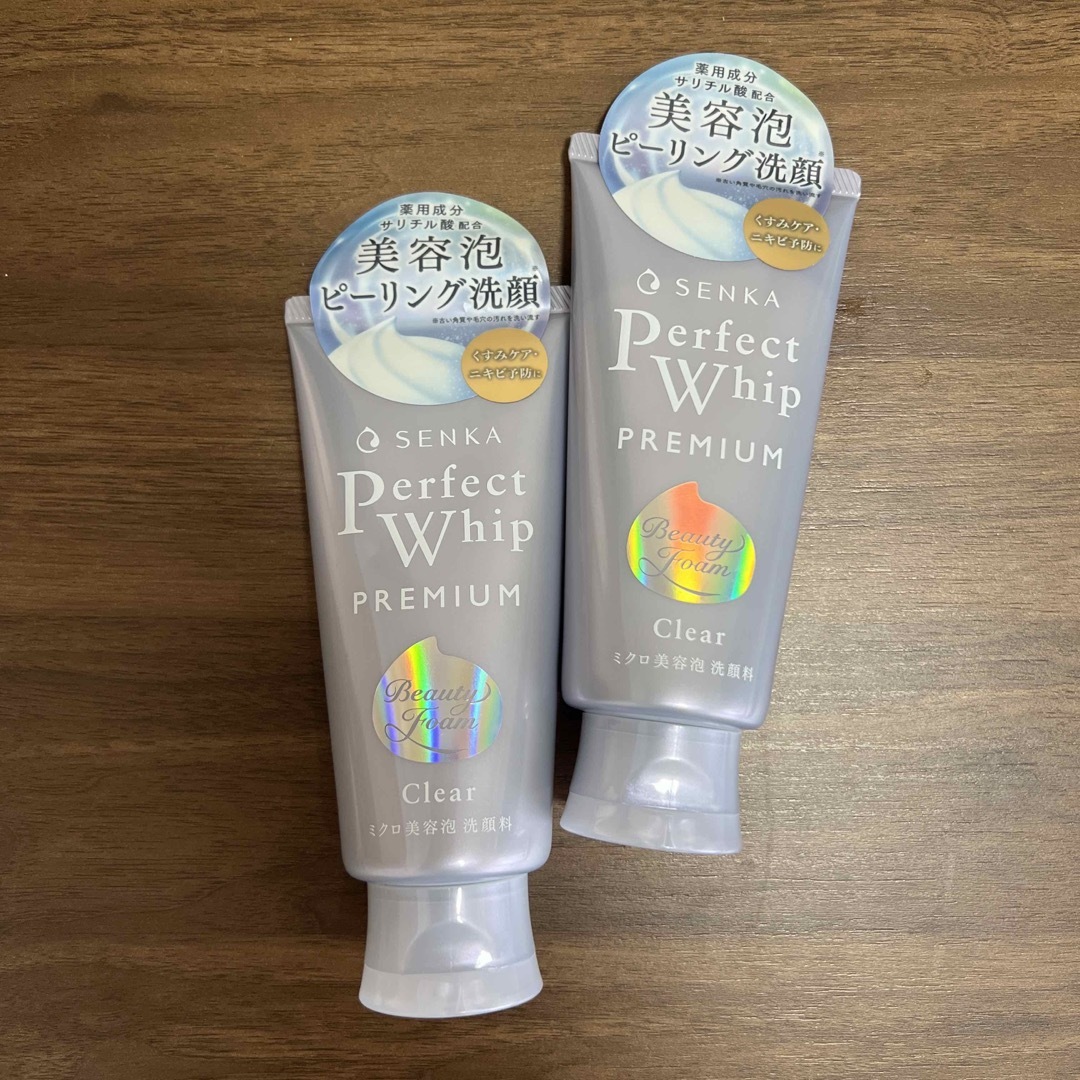 薬用成分
サリチル酸配合
美容泡
ピーリング洗顔※
※古い角質や毛穴の汚れを洗い流す
くすみケア・
ニキビ予防に
SENKA
Perfect
Whip
PREMIUM
Beauty
Foam
Clear
ミクロ美容泡 洗顔料
薬用成分
サリチル酸配合
美容泡
ピーリング洗顔※
※古い角質や毛穴の汚れを洗い流す
くすみケア・
ニキビ予防に
SENKA
Perfect
Whip
PREMIUM
Beauty
Foam
Clear
ミクロ美容泡 洗顔料